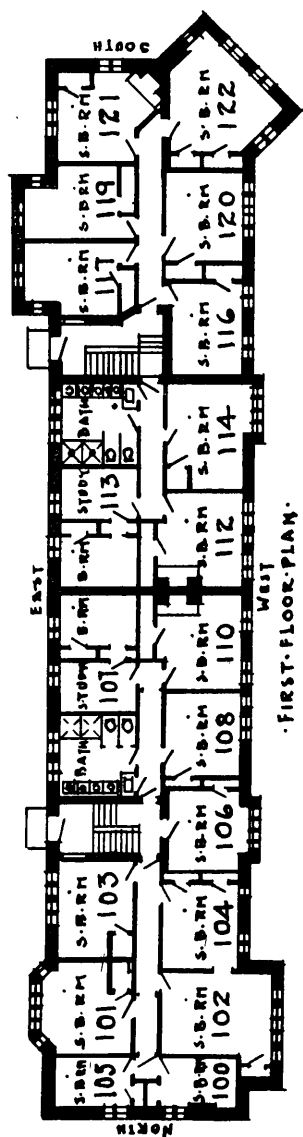 EAST
NORTH
SOUTH
S.B.RM
105
S.B.RM
101
S.B.RM
103
BATH
STUDY
107
B.RM
B.RM
STUDY
113
BATH
S.B.RM
117
S.B.RM
119
S.B.RM
121
S.B.R
100
S.B.RM
102
S.B.RM
104
S.B.RM
106
S.B.RM
108
S.B.RM
110
S.B.RM
112
S.B.RM
114
S.B.RM
116
S.B.RM
120
S.B.RM
122
WEST
·FIRST·FLOOR·PLAN·